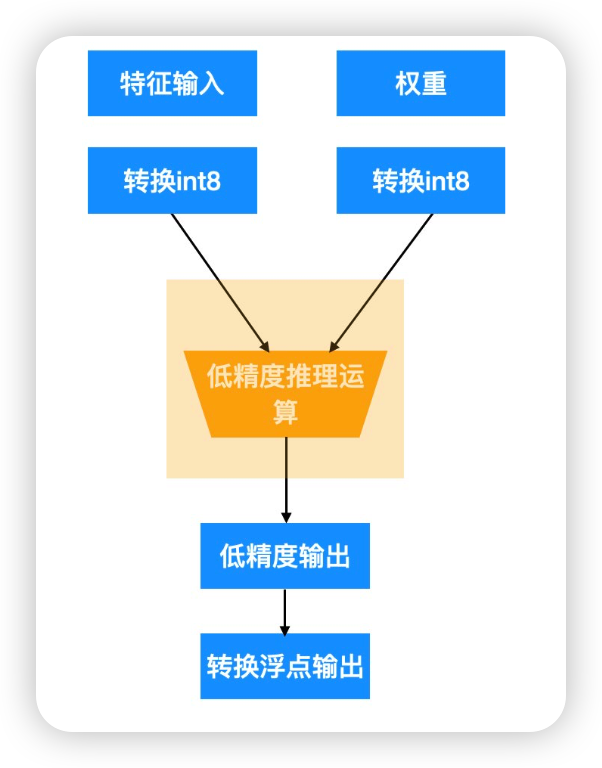 特征输入
权重
转换int8
转换int8
低精度推理运
算
低精度输出
转换浮点输出